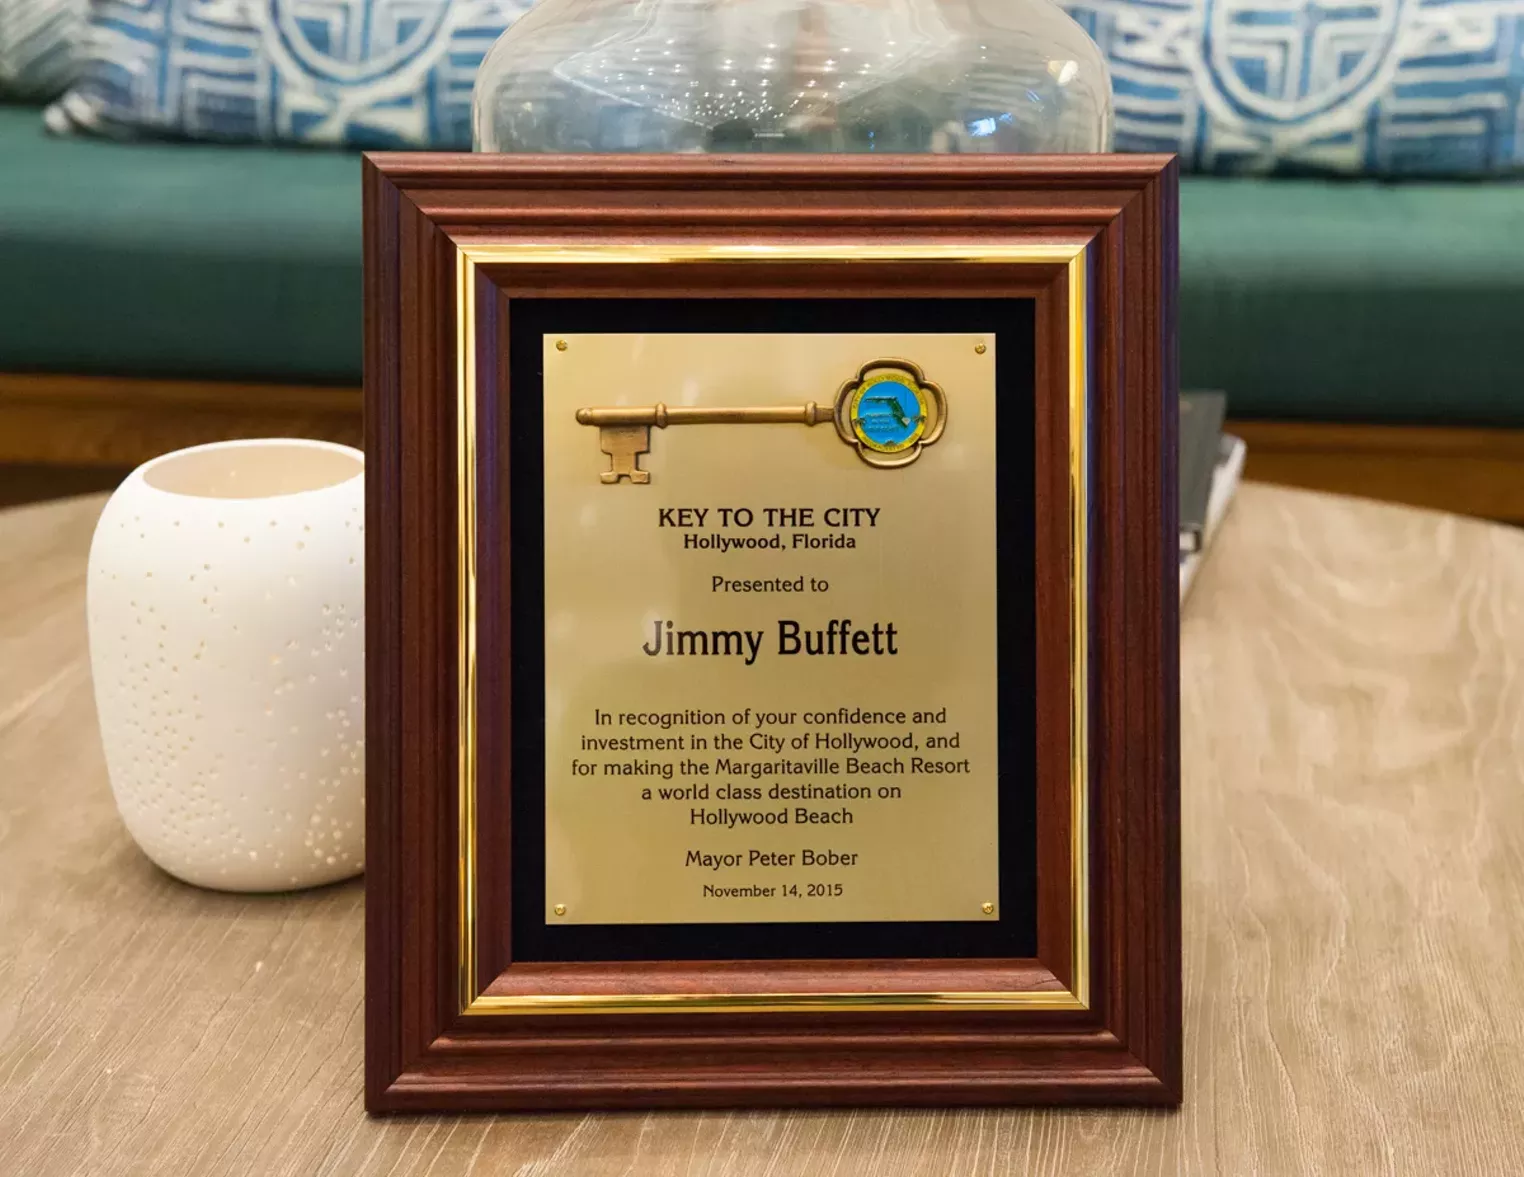 KEY TO THE CITY
Hollywood, Florida
Presented to
Jimmy Buffett
In recognition of your confidence and
investment in the City of Hollywood, and
for making the Margaritaville Beach Resort
a world class destination on
Hollywood Beach
Mayor Peter Bober
November 14, 2015